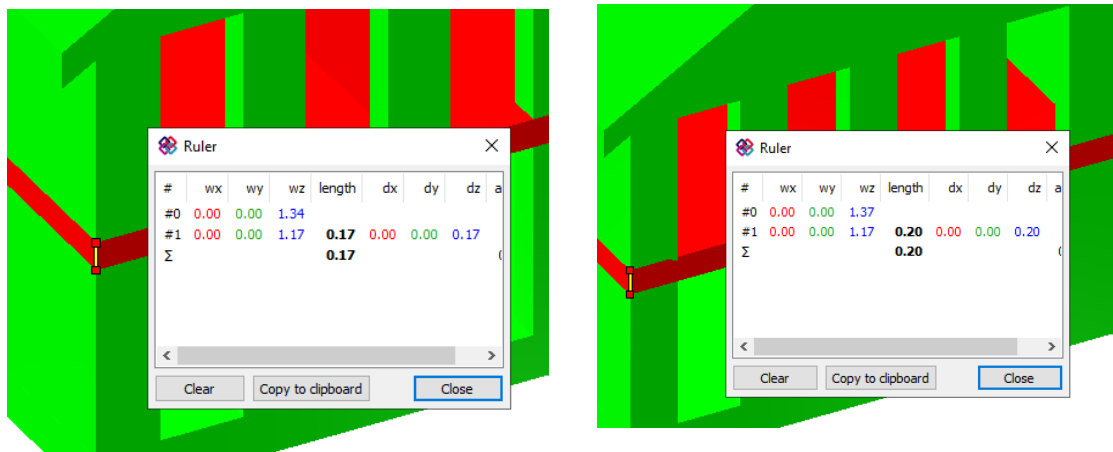 Ruler
# wx wy wz length dx dy dz a
#0 0.00 0.00 1.34
#1 0.00 0.00 1.17 0.17 0.00 0.00 0.17
Σ 0.17
Clear Copy to clipboard Close
Ruler
# wx wy wz length dx dy dz a
#0 0.00 0.00 1.37
#1 0.00 0.00 1.17 0.20 0.00 0.00 0.20
Σ 0.20
Clear Copy to clipboard Close